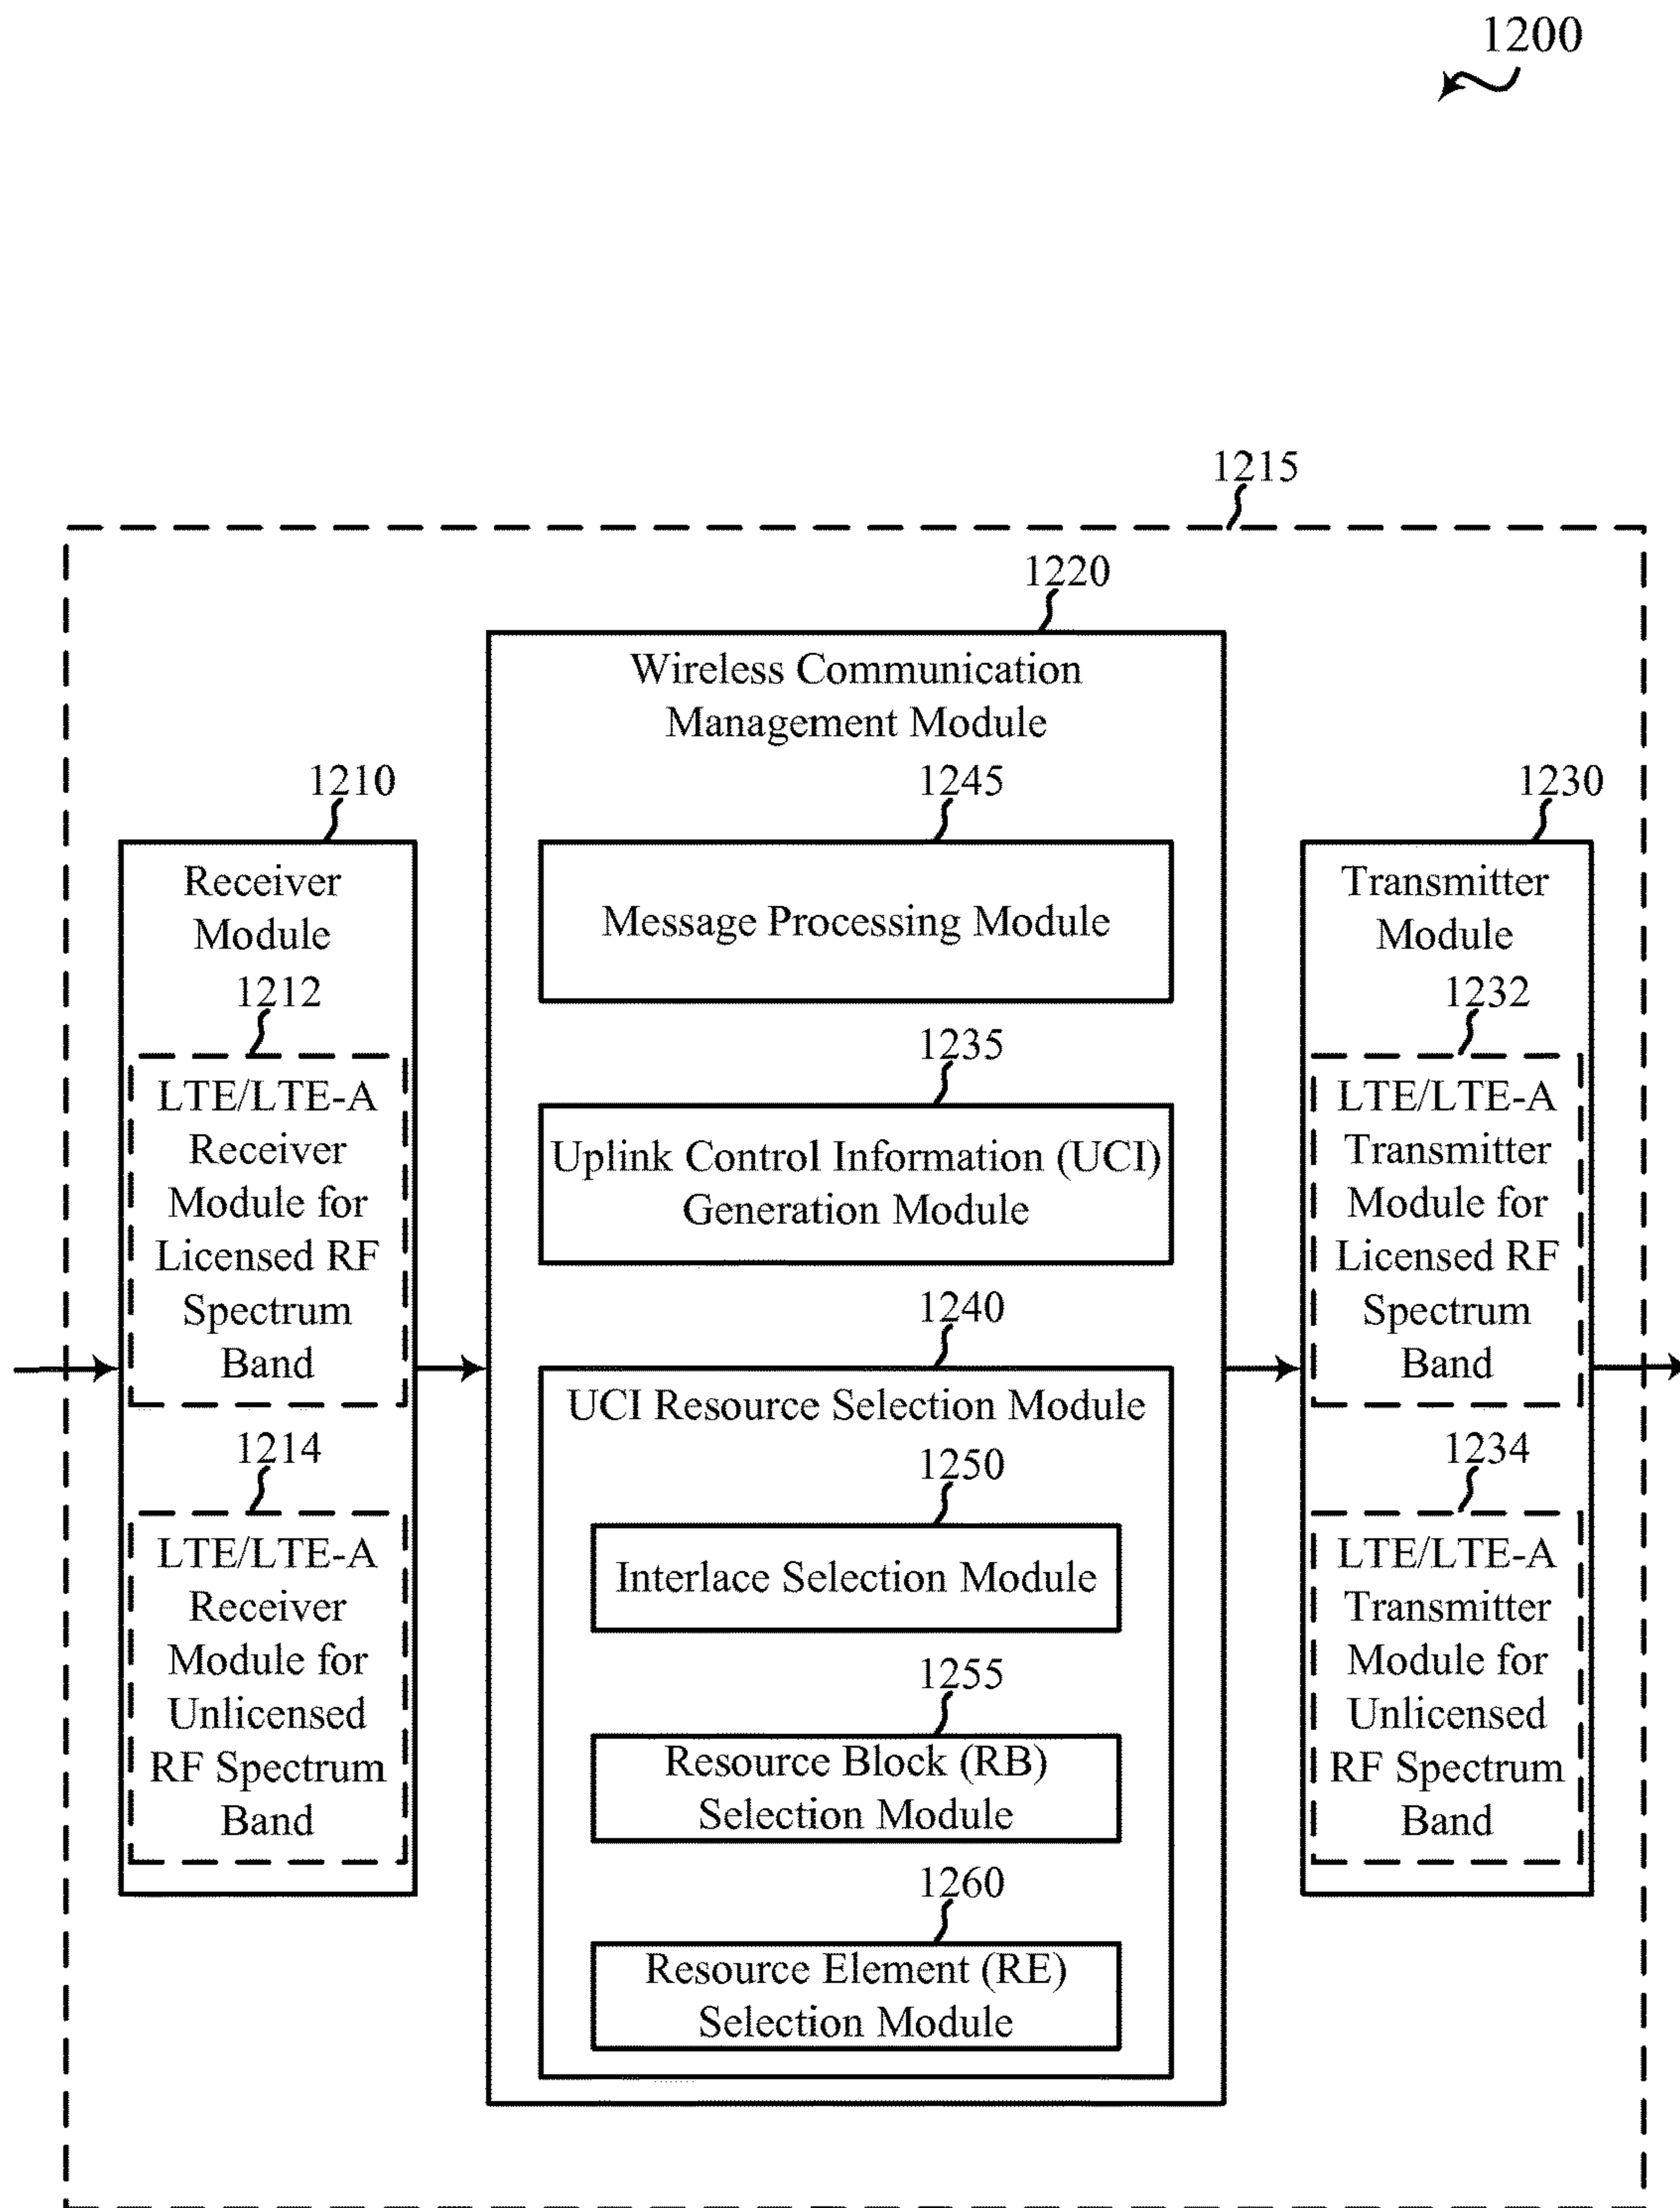 1200
1215
1220
Wireless Communication
Management Module
1210
Receiver
Module
1212
LTE/LTE-A
Receiver
Module for
Licensed RF
Spectrum
Band
1214
LTE/LTE-A
Receiver
Module for
Unlicensed
RF Spectrum
Band
1245
Message Processing Module
1235
Uplink Control Information (UCI)
Generation Module
1240
UCI Resource Selection Module
1250
Interlace Selection Module
1255
Resource Block (RB)
Selection Module
1260
Resource Element (RE)
Selection Module
1230
Transmitter
Module
1232
LTE/LTE-A
Transmitter
Module for
Licensed RF
Spectrum
Band
1234
LTE/LTE-A
Transmitter
Module for
Unlicensed
RF Spectrum
Band